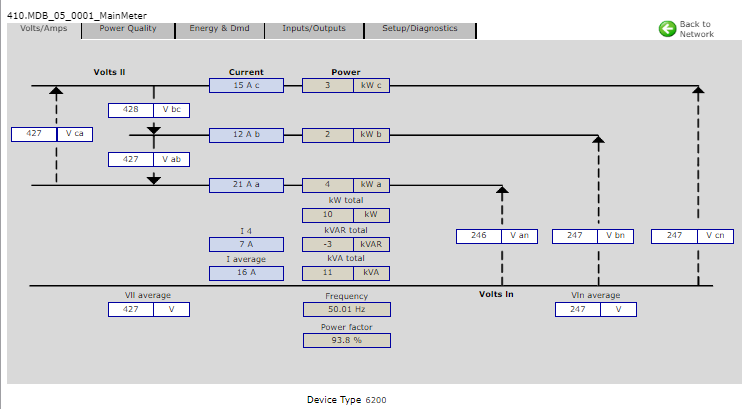 410.MDB_05_0001_MainMeter
Volts/Amps Power Quality Energy & Dmd Inputs/Outputs Setup/Diagnostics
Back to
Network
Volts ll Current Power
15 A c 3 kW c
428 V bc
427 V ca 12 A b 2 kW b
427 V ab
21 A a 4 kW a
kW total
10 kW
I 4 kVAR total
7 A -3 kVAR
246 V an 247 V bn 247 V cn
I average kVA total
16 A 11 kVA
Vll average Frequency Volts ln Vln average
427 V 50.01 Hz 247 V
Power factor
93.8 %
Device Type 6200